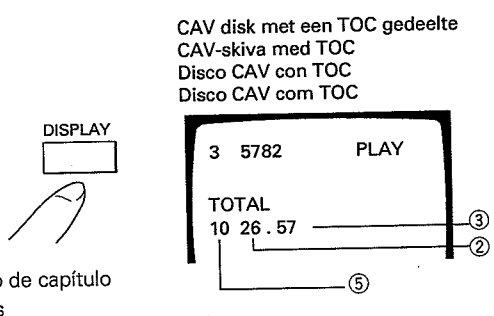 CAV disk met een TOC gedeelte
CAV-skiva med TOC
Disco CAV con TOC
Disco CAV com TOC
DISPLAY
3 5782 PLAY
TOTAL
10 26 . 57
③
②
⑤
de capítulo